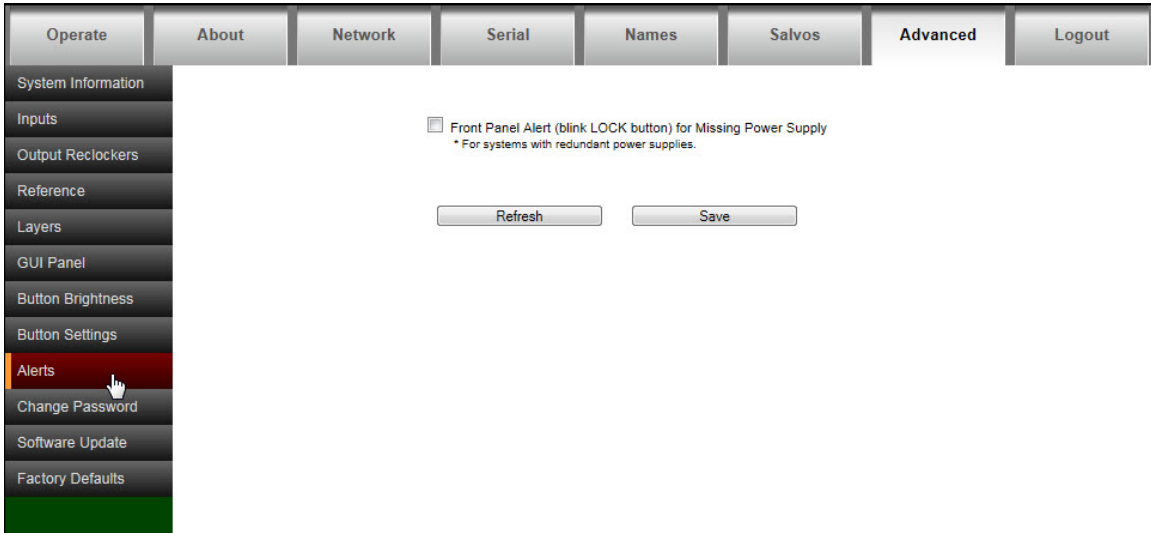 Operate About Network Serial Names Salvos Advanced Logout
System Information
Inputs
Output Reclockers
Reference
Layers
GUI Panel
Button Brightness
Button Settings
Alerts
Change Password
Software Update
Factory Defaults
Front Panel Alert (blink LOCK button) for Missing Power Supply
* For systems with redundant power supplies.
Refresh Save